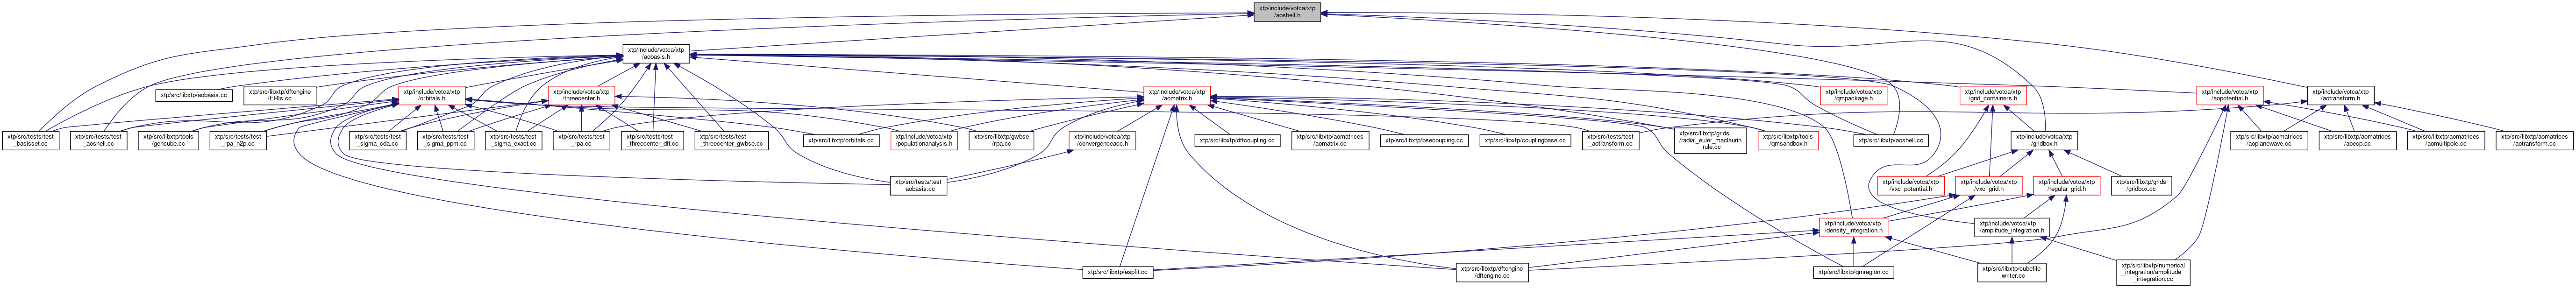 xtp/include/votca/xtp
/aoshell.h
xtp/include/votca/xtp
/aobasis.h
xtp/src/libxtp/aobasis.cc
xtp/src/libxtp/dftengine
/ERIs.cc
xtp/include/votca/xtp
/orbitals.h
xtp/include/votca/xtp
/threecenter.h
xtp/include/votca/xtp
/aomatrix.h
xtp/include/votca/xtp
/qmpackage.h
xtp/include/votca/xtp
/grid_containers.h
xtp/include/votca/xtp
/aopotential.h
xtp/include/votca/xtp
/aotransform.h
xtp/src/tests/test
_basisset.cc
xtp/src/tests/test
_aoshell.cc
xtp/src/libxtp/tools
/gencube.cc
xtp/src/tests/test
_rpa_h2p.cc
xtp/src/tests/test
_sigma_cda.cc
xtp/src/tests/test
_sigma_ppm.cc
xtp/src/tests/test
_sigma_exact.cc
xtp/src/tests/test
_rpa.cc
xtp/src/tests/test
_threecenter_dft.cc
xtp/src/tests/test
_threecenter_gwbse.cc
xtp/src/libxtp/orbitals.cc
xtp/include/votca/xtp
/populationanalysis.h
xtp/src/libxtp/gwbse
/rpa.cc
xtp/include/votca/xtp
/convergenceacc.h
xtp/src/libxtp/dftcoupling.cc
xtp/src/libxtp/aomatrices
/aomatrix.cc
xtp/src/libxtp/bsecoupling.cc
xtp/src/libxtp/couplingbase.cc
xtp/src/tests/test
_aotransform.cc
xtp/src/libxtp/grids
/radial_euler_maclaurin
_rule.cc
xtp/src/libxtp/tools
/qmsandbox.h
xtp/src/libxtp/aoshell.cc
xtp/include/votca/xtp
/gridbox.h
xtp/src/libxtp/aomatrices
/aoplanewave.cc
xtp/src/libxtp/aomatrices
/aoecp.cc
xtp/src/libxtp/aomatrices
/aomultipole.cc
xtp/src/libxtp/aomatrices
/aotransform.cc
xtp/src/tests/test
_aobasis.cc
xtp/include/votca/xtp
/vxc_potential.h
xtp/include/votca/xtp
/vxc_grid.h
xtp/include/votca/xtp
/regular_grid.h
xtp/src/libxtp/grids
/gridbox.cc
xtp/include/votca/xtp
/density_integration.h
xtp/include/votca/xtp
/amplitude_integration.h
xtp/src/libxtp/espfit.cc
xtp/src/libxtp/dftengine
/dftengine.cc
xtp/src/libxtp/qmregion.cc
xtp/src/libxtp/cubefile
_writer.cc
xtp/src/libxtp/numerical
_integration/amplitude
_integration.cc